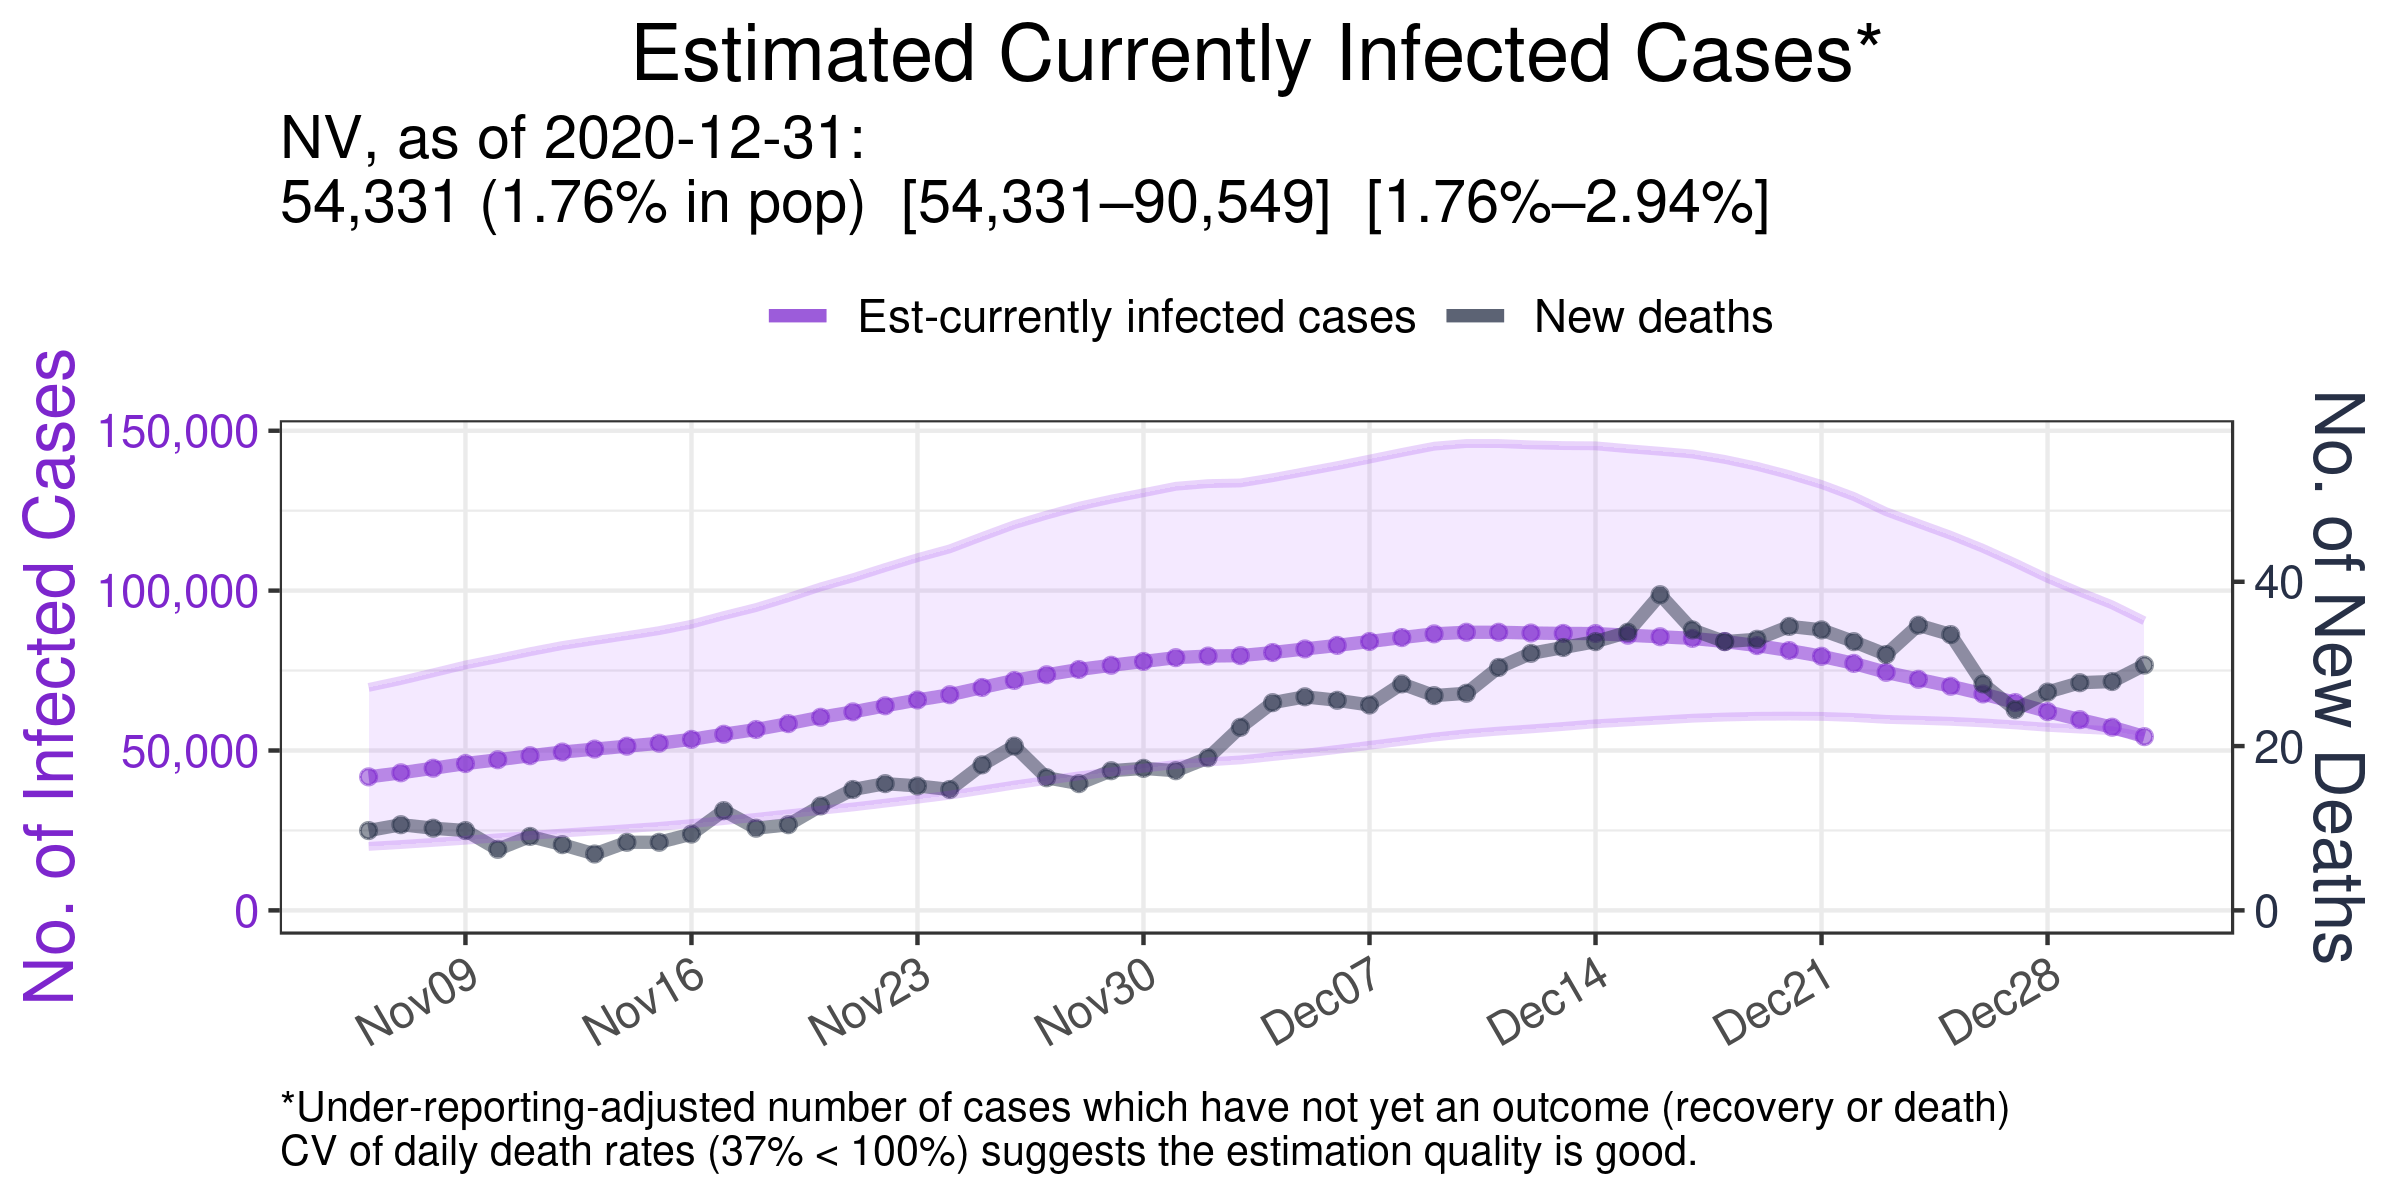 Estimated Currently Infected Cases*
NV, as of 2020-12-31:
54,331 (1.76% in pop)  [54,331–90,549]  [1.76%–2.94%]
Est-currently infected cases
New deaths
No. of Infected Cases
150,000
100,000
50,000
0
No. of New Deaths
40
20
0
Nov09
Nov16
Nov23
Nov30
Dec07
Dec14
Dec21
Dec28
*Under-reporting-adjusted number of cases which have not yet an outcome (recovery or death)
CV of daily death rates (37% < 100%) suggests the estimation quality is good.